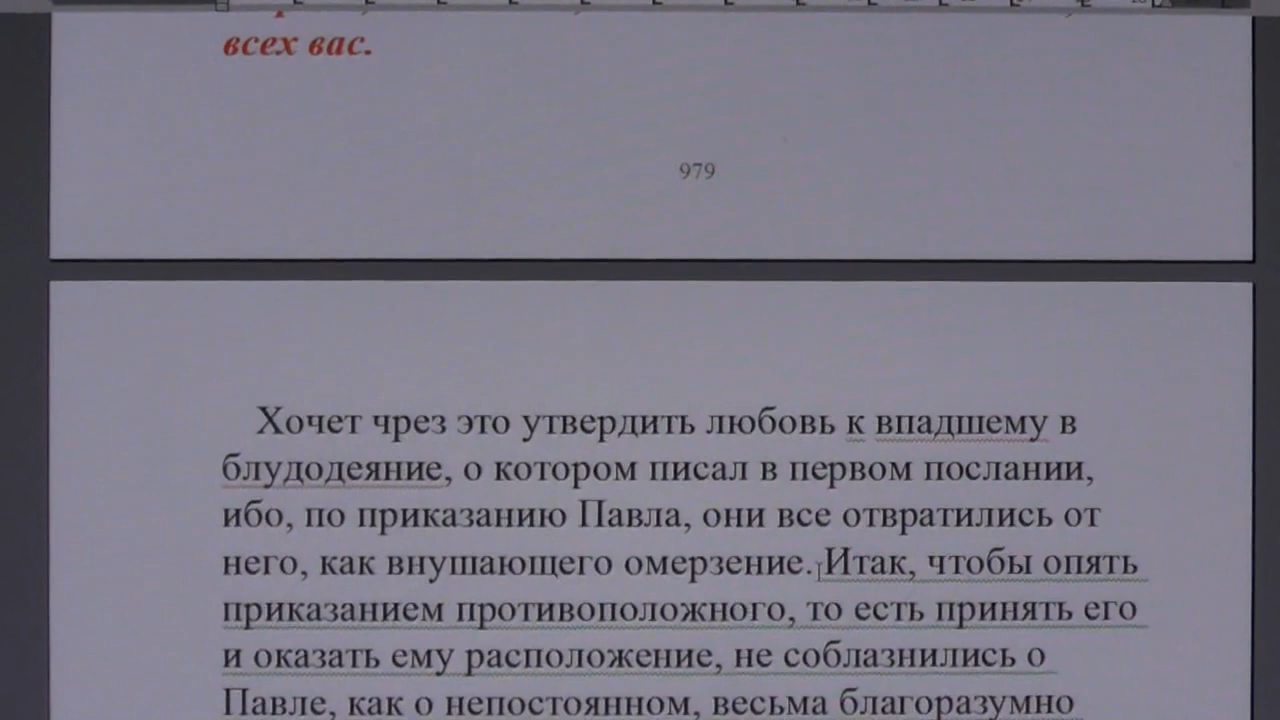 всех вас.
979
Хочет чрез это утвердить любовь к впадшему в
блудодеяние, о котором писал в первом послании,
ибо, по приказанию Павла, они все отвратились от
него, как внушающего омерзение. Итак, чтобы опять
приказанием противоположного, то есть принять его
и оказать ему расположение, не соблазнились о
Павле, как о непостоянном, весьма благоразумно